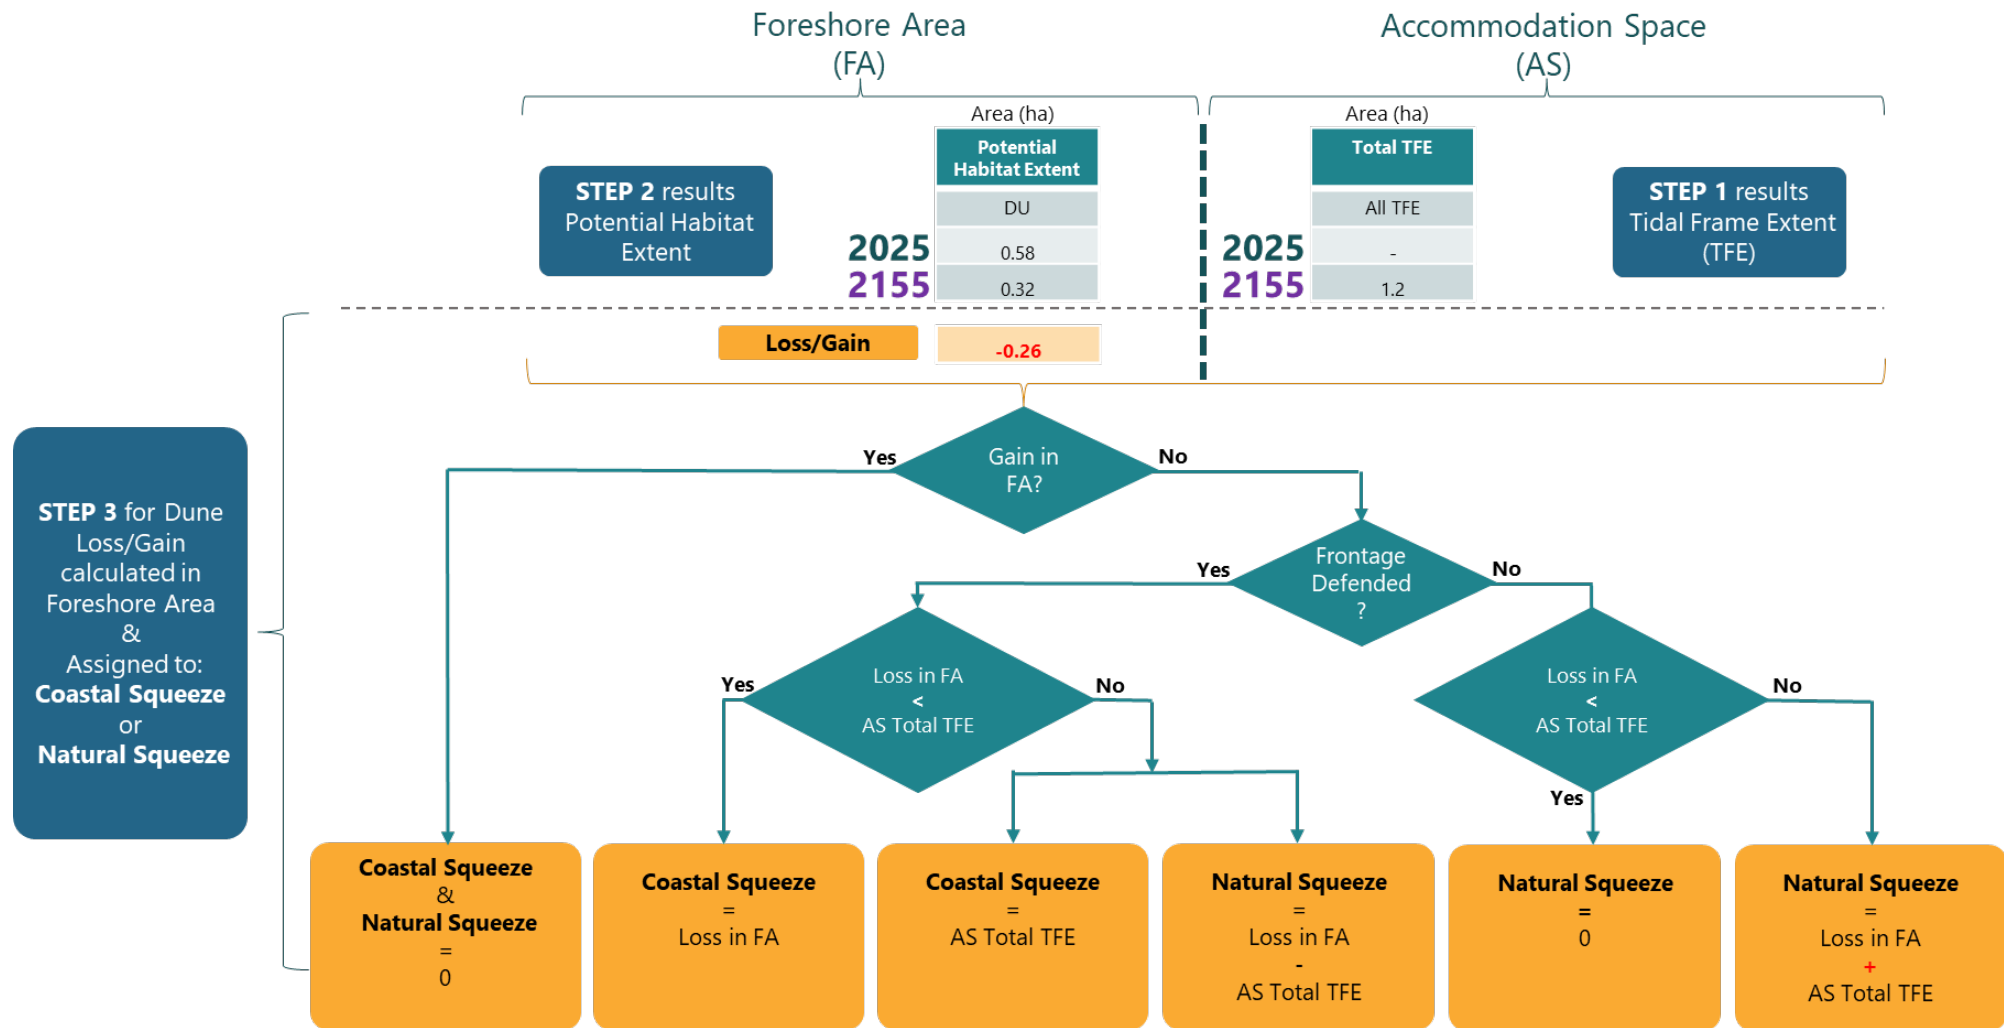 Foreshore Area
(FA)
Accommodation Space
(AS)
Area (ha)
Potential
Habitat Extent
DU
2025
0.58
2155
0.32
STEP 2 results
Potential Habitat
Extent
Area (ha)
Total TFE
All TFE
2025
-
2155
1.2
STEP 1 results
Tidal Frame Extent
(TFE)
Loss/Gain
-0.26
STEP 3 for Dune
Loss/Gain
calculated in
Foreshore Area
&
Assigned to:
Coastal Squeeze
or
Natural Squeeze
Yes
Gain in
FA?
No
Yes
Frontage
Defended
?
No
Yes
Loss in FA
<
AS Total TFE
No
Loss in FA
<
AS Total TFE
No
Yes
Coastal Squeeze
&
Natural Squeeze
=
0
Coastal Squeeze
=
Loss in FA
Coastal Squeeze
=
AS Total TFE
Natural Squeeze
=
Loss in FA
-
AS Total TFE
Natural Squeeze
=
0
Natural Squeeze
=
Loss in FA
+
AS Total TFE